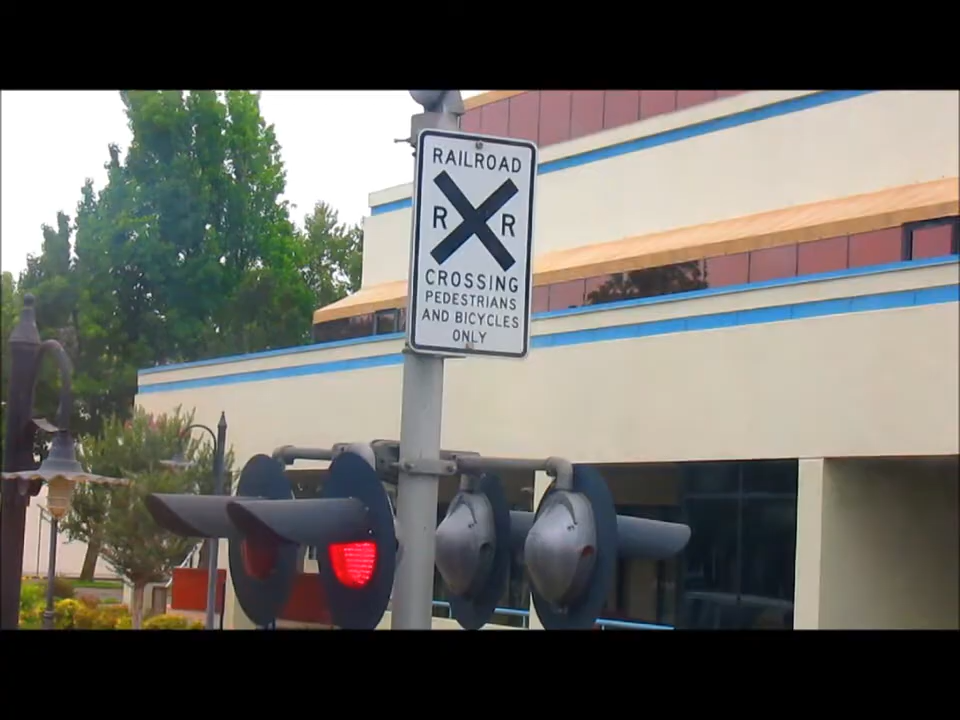 RAILROAD
R R
CROSSING
PEDESTRIANS
AND BICYCLES
ONLY